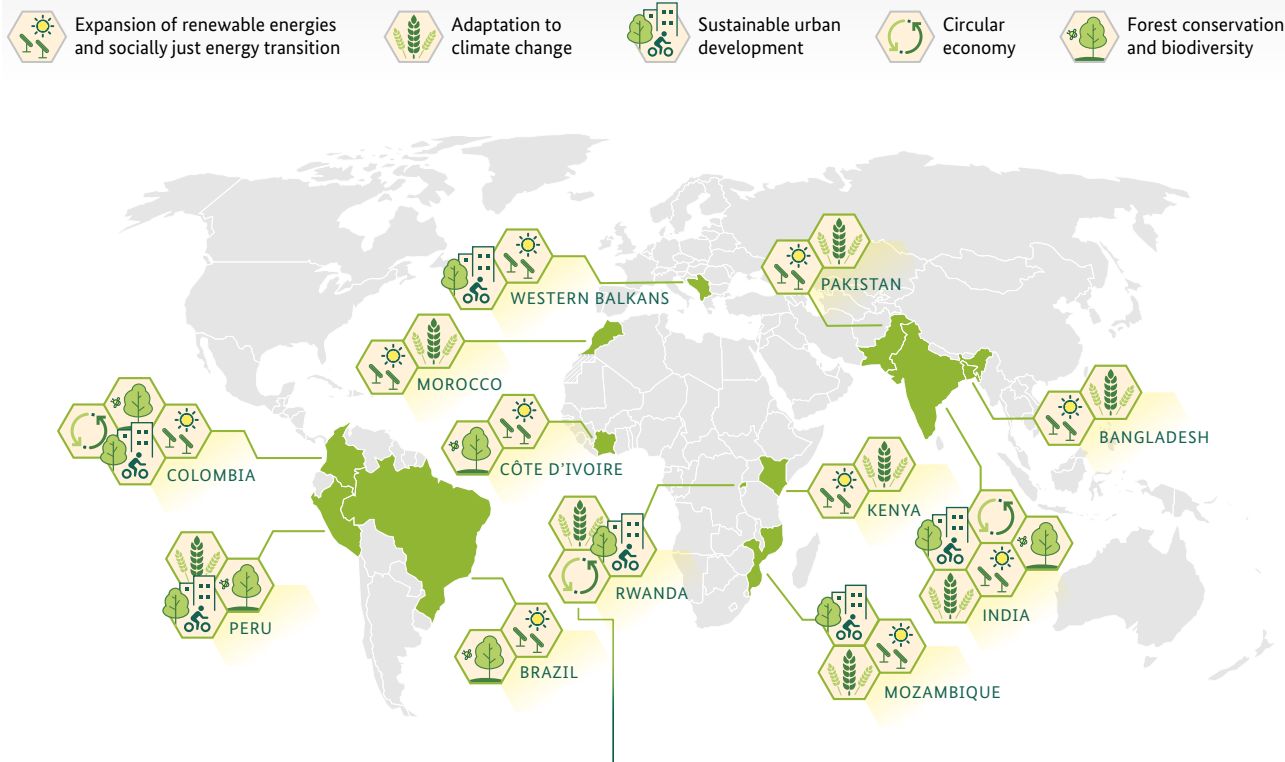 Expansion of renewable energies
and socially just energy transition
Adaptation to
climate change
Sustainable urban
development
Circular
economy
Forest conservation
and biodiversity
WESTERN BALKANS
PAKISTAN
MOROCCO
BANGLADESH
COLOMBIA
CÔTE D’IVOIRE
KENYA
RWANDA
INDIA
PERU
BRAZIL
MOZAMBIQUE